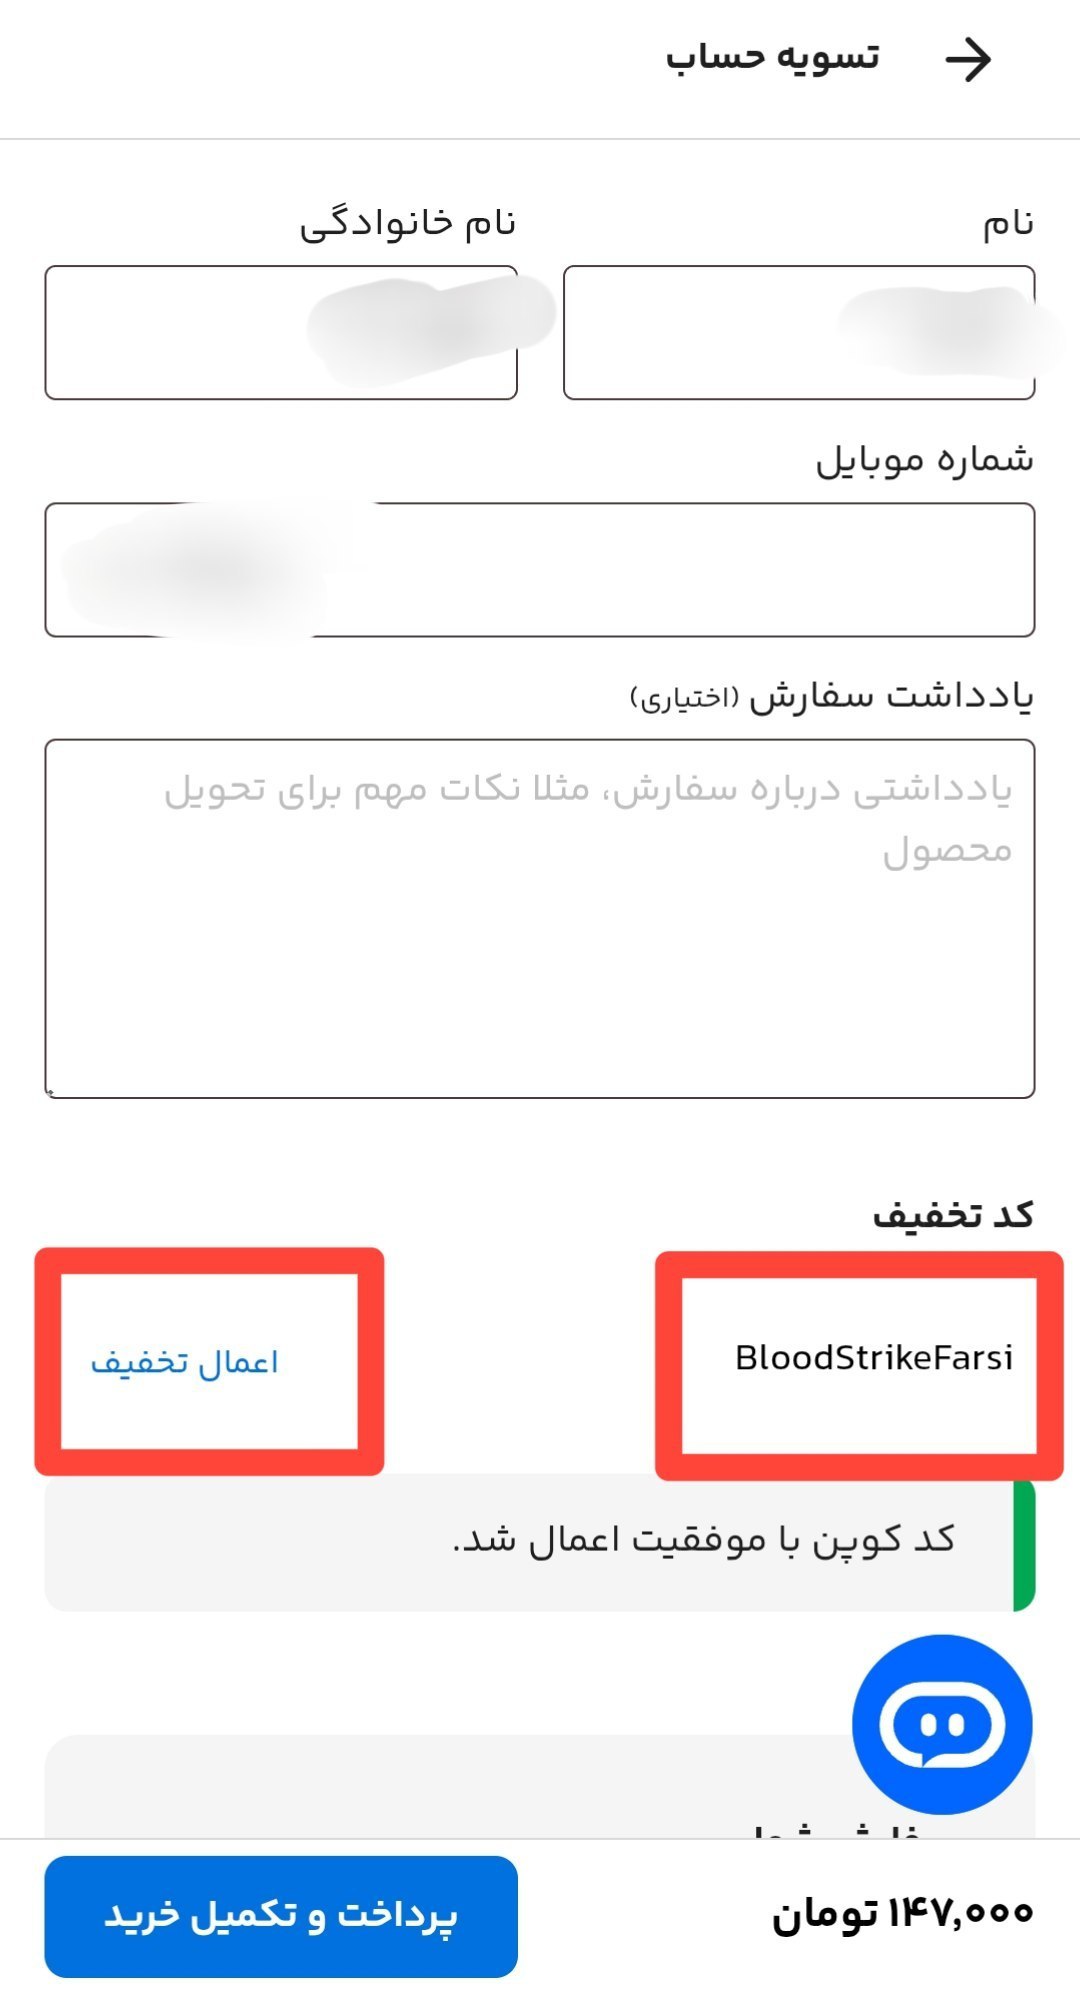 تسویه حساب
نام
نام خانوادگی
شماره موبایل
یادداشت سفارش (اختیاری)
یادداشتی درباره سفارش، مثلا نکات مهم برای تحویل
محصول
کد تخفیف
BloodStrikeFarsi
اعمال تخفیف
کد کوپن با موفقیت اعمال شد.
۱۴۷,۰۰۰ تومان
پرداخت و تکمیل خرید